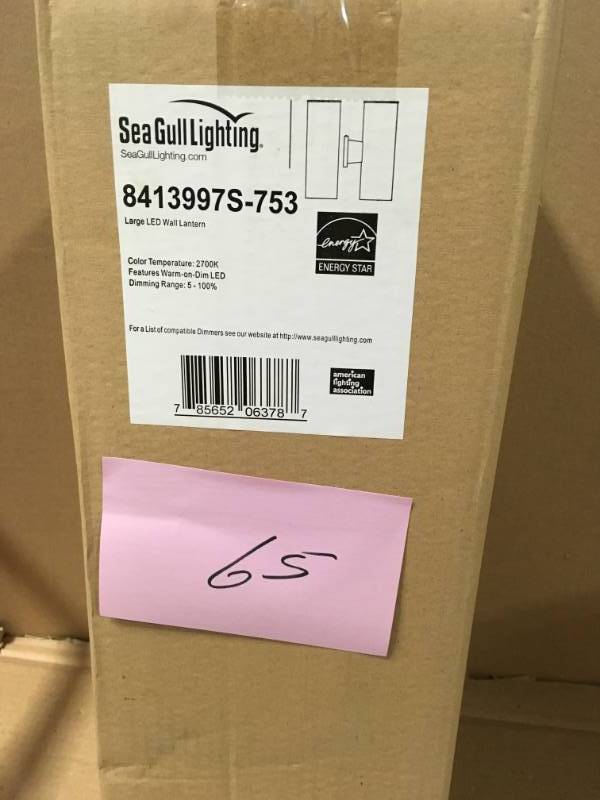 Sea Gull Lighting.
SeaGullLighting.com
8413997S-753
Large LED Wall Lantern
energy
ENERGY STAR
Color Temperature: 2700K
Features Warm-on-Dim LED
Dimming Range: 5 - 100%
For a List of compatible Dimmers see our website at http://www.seagulllighting.com
american
lighting
association
7 85652 06378 7
65